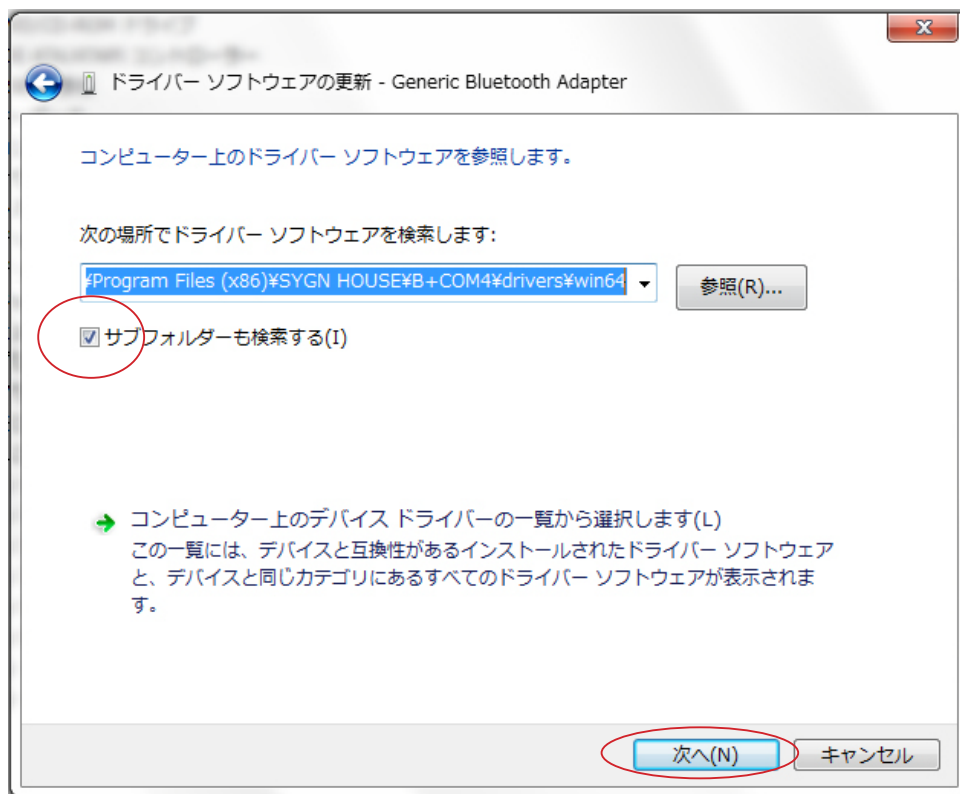 ドライバー ソフトウェアの更新 - Generic Bluetooth Adapter
コンピューター上のドライバー ソフトウェアを参照します。
次の場所でドライバー ソフトウェアを検索します:
¥Program Files (x86)¥SYGN HOUSE¥B+COM4¥drivers¥win64
参照(R)...
サブフォルダーも検索する(I)
コンピューター上のデバイス ドライバーの一覧から選択します(L)
この一覧には、デバイスと互換性があるインストールされたドライバー ソフトウェア
と、デバイスと同じカテゴリにあるすべてのドライバー ソフトウェアが表示されま
す。
次へ(N)
キャンセル